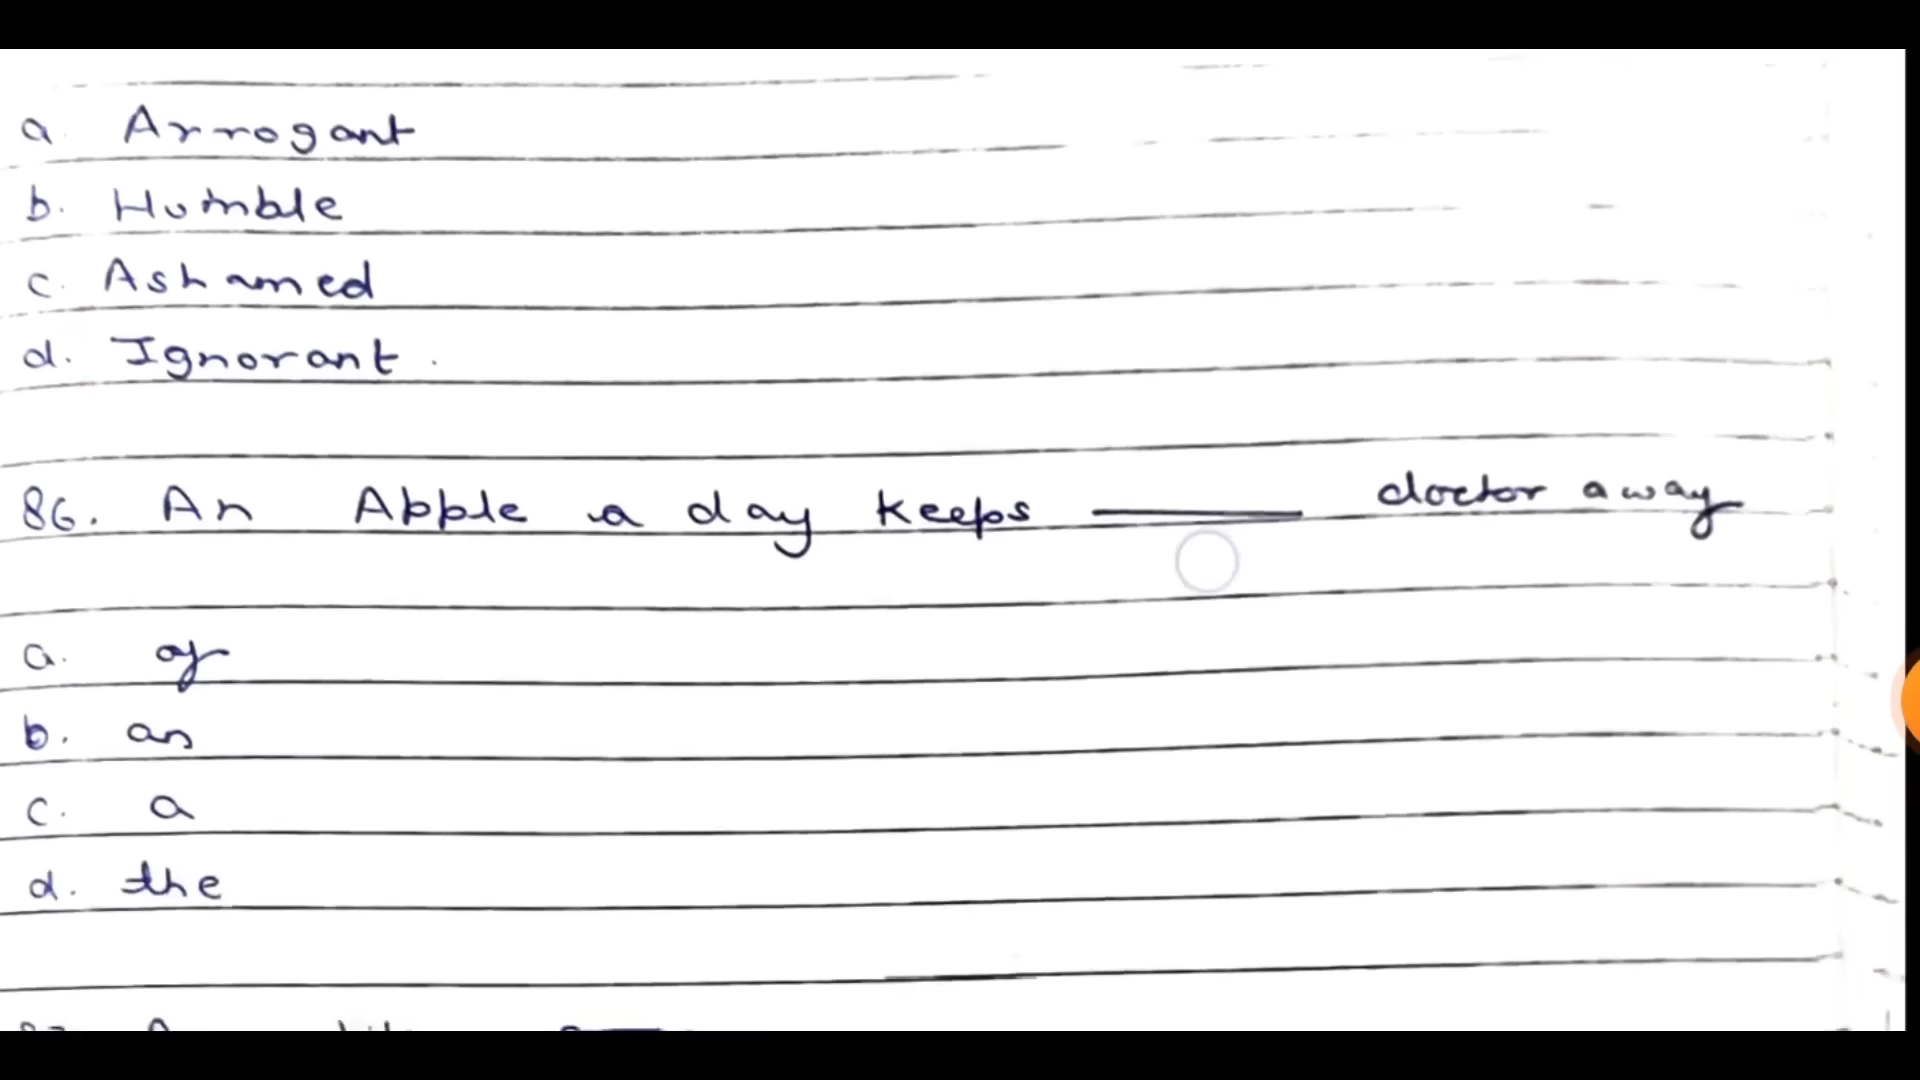 a. Arrogant
b. Humble
c. Ashamed
d. Ignorant.
86. An Apple a day keeps ______ doctor away
a. of
b. an
c. a
d. the